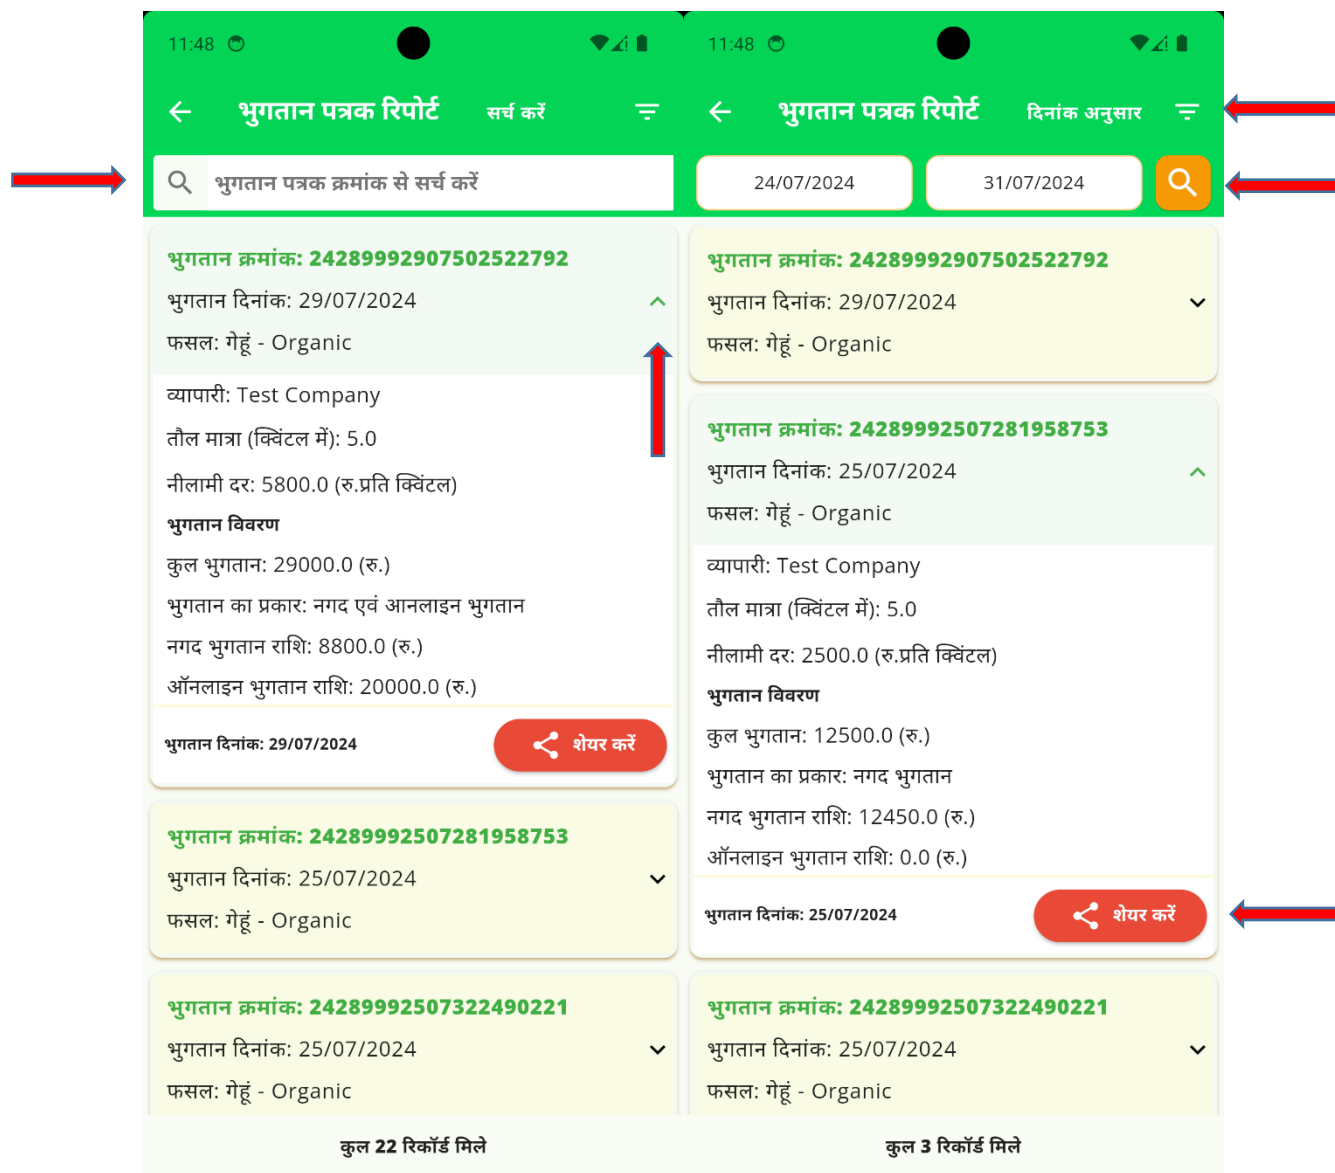 11:48
भुगतान पत्रक रिपोर्ट सर्च करें
भुगतान पत्रक क्रमांक से सर्च करें
भुगतान क्रमांक: 24289992907502522792
भुगतान दिनांक: 29/07/2024
फसल: गेहूं - Organic
व्यापारी: Test Company
तौल मात्रा (क्विंटल में): 5.0
नीलामी दर: 5800.0 (रु.प्रति क्विंटल)
भुगतान विवरण
कुल भुगतान: 29000.0 (रु.)
भुगतान का प्रकार: नगद एवं आनलाइन भुगतान
नगद भुगतान राशि: 8800.0 (रु.)
ऑनलाइन भुगतान राशि: 20000.0 (रु.)
भुगतान दिनांक: 29/07/2024 शेयर करें
भुगतान क्रमांक: 24289992507281958753
भुगतान दिनांक: 25/07/2024
फसल: गेहूं - Organic
भुगतान क्रमांक: 24289992507322490221
भुगतान दिनांक: 25/07/2024
फसल: गेहूं - Organic
कुल 22 रिकॉर्ड मिले
11:48
भुगतान पत्रक रिपोर्ट दिनांक अनुसार
24/07/2024 31/07/2024
भुगतान क्रमांक: 24289992907502522792
भुगतान दिनांक: 29/07/2024
फसल: गेहूं - Organic
भुगतान क्रमांक: 24289992507281958753
भुगतान दिनांक: 25/07/2024
फसल: गेहूं - Organic
व्यापारी: Test Company
तौल मात्रा (क्विंटल में): 5.0
नीलामी दर: 2500.0 (रु.प्रति क्विंटल)
भुगतान विवरण
कुल भुगतान: 12500.0 (रु.)
भुगतान का प्रकार: नगद भुगतान
नगद भुगतान राशि: 12450.0 (रु.)
ऑनलाइन भुगतान राशि: 0.0 (रु.)
भुगतान दिनांक: 25/07/2024 शेयर करें
भुगतान क्रमांक: 24289992507322490221
भुगतान दिनांक: 25/07/2024
फसल: गेहूं - Organic
कुल 3 रिकॉर्ड मिले